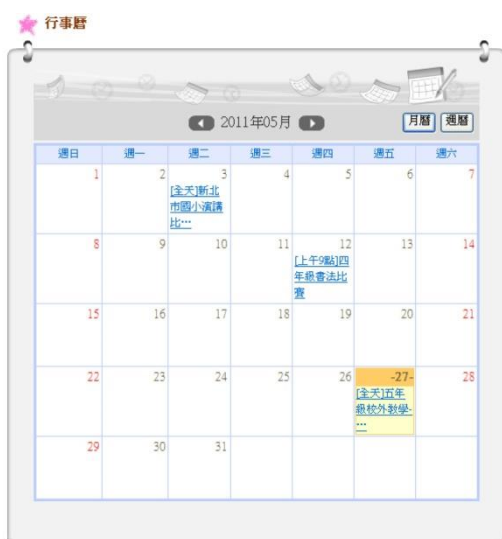 行事曆
2011年05月
月曆 週曆
週日 週一 週二 週三 週四 週五 週六
1 2 3 4 5 6 7
[全天]新北
市國小演講
比…
8 9 10 11 12 13 14
[上午9點]四
年級書法比
賽
15 16 17 18 19 20 21
22 23 24 25 26 -27- 28
[全天]五年
級校外教學-
…
29 30 31